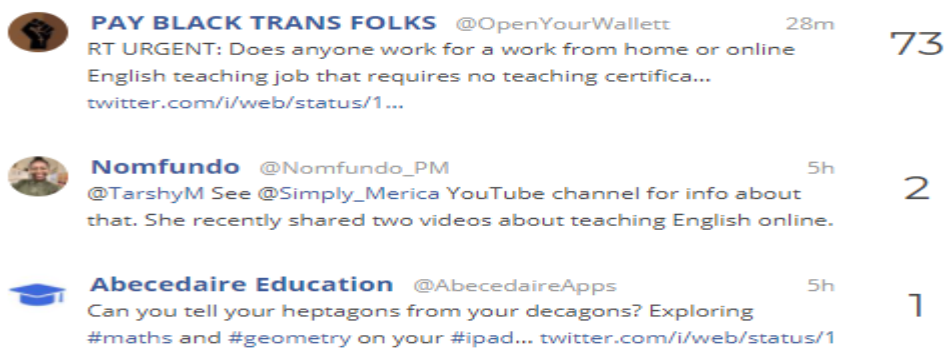 PAY BLACK TRANS FOLKS @OpenYourWallett 28m
RT URGENT: Does anyone work for a work from home or online
English teaching job that requires no teaching certifica...
twitter.com/i/web/status/1...
73
Nomfundo @Nomfundo_PM 5h
@TarshyM See @Simply_Merica YouTube channel for info about
that. She recently shared two videos about teaching English online.
2
Abecedaire Education @AbecedaireApps 5h
Can you tell your heptagons from your decagons? Exploring
#maths and #geometry on your #ipad... twitter.com/i/web/status/1
1